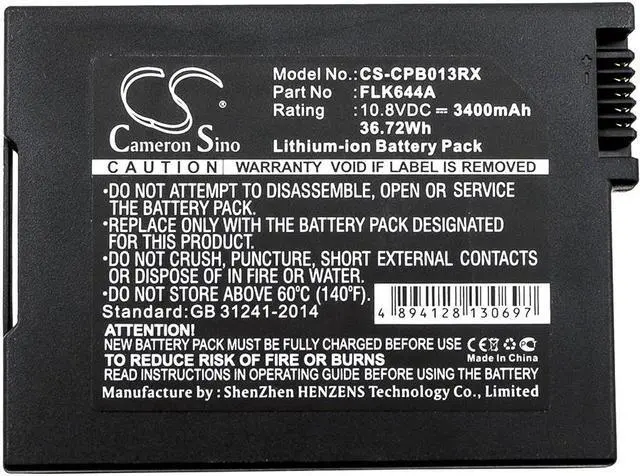 CS
Cameron Sino
Model No.: CS-CPB013RX
Part No : FLK644A
Rating : 10.8VDC 3400mAh
36.72Wh
Lithium-ion Battery Pack
CAUTION WARRANTY VOID IF LABEL IS REMOVED
•DO NOT ATTEMPT TO DISASSEMBLE, OPEN OR SERVICE
THE BATTERY PACK.
•REPLACE ONLY WITH THE BATTERY PACK DESIGNATED
FOR YOUR PRODUCT.
•DO NOT CRUSH, PUNCTURE, SHORT EXTERNAL CONTACTS
OR DISPOSE OF IN FIRE OR WATER.
•DO NOT STORE ABOVE 60°C (140°F).
Standard:GB 31241-2014
4 894128 130697
ATTENTION!
NEW BATTERY PACK MUST BE FULLY CHARGED BEFORE USE
TO REDUCE RISK OF FIRE OR BURNS
READ INSTRUCTIONS GUIDE BEFORE USING BATTERY PACK.
CE
Made in China
Manufacturer by : ShenZhen HENZENS Technology Co., Limited.